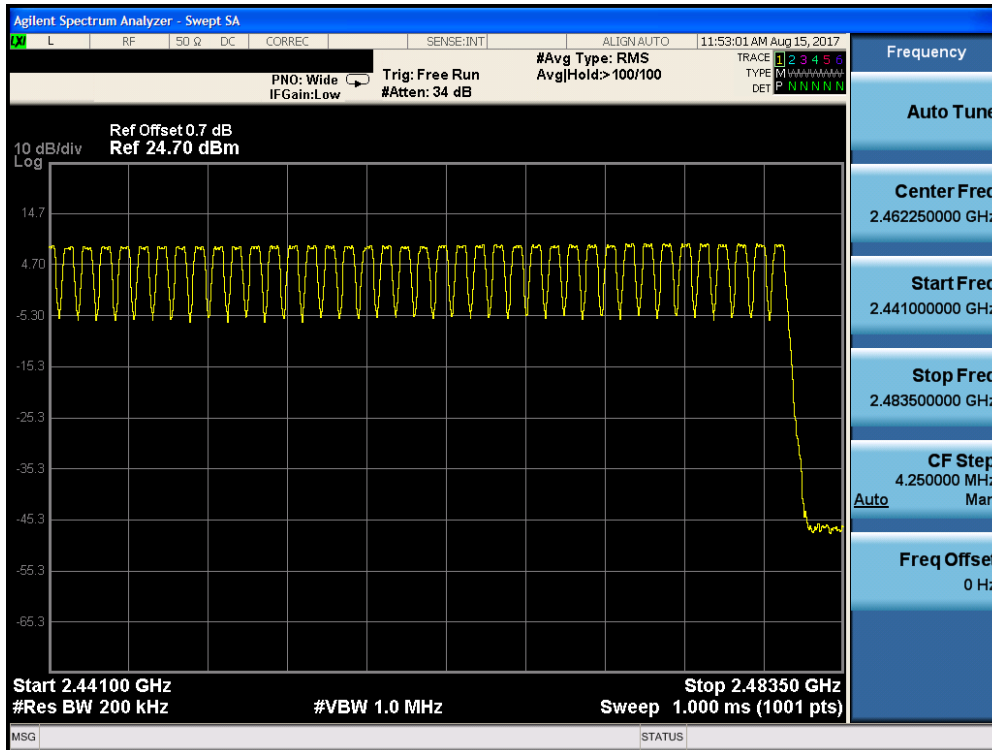 Agilent Spectrum Analyzer - Swept SA
LXI L RF 50 Ω DC CORREC SENSE:INT ALIGN AUTO 11:53:01 AM Aug 15, 2017
Frequency
#Avg Type: RMS TRACE 1 2 3 4 5 6
PNO: Wide Trig: Free Run Avg|Hold:> 100/100 TYPE M
IFGain:Low #Atten: 34 dB DET P N N N N N
Auto Tune
Ref Offset 0.7 dB
10 dB/div Ref 24.70 dBm
Log
14.7
4.70
-5.30
-15.3
-25.3
-35.3
-45.3
-55.3
-65.3
Center Freq
2.462250000 GHz
Start Freq
2.441000000 GHz
Stop Freq
2.483500000 GHz
CF Step
4.250000 MHz
Auto Man
Freq Offset
0 Hz
Start 2.44100 GHz Stop 2.48350 GHz
#Res BW 200 kHz #VBW 1.0 MHz Sweep 1.000 ms (1001 pts)
MSG STATUS